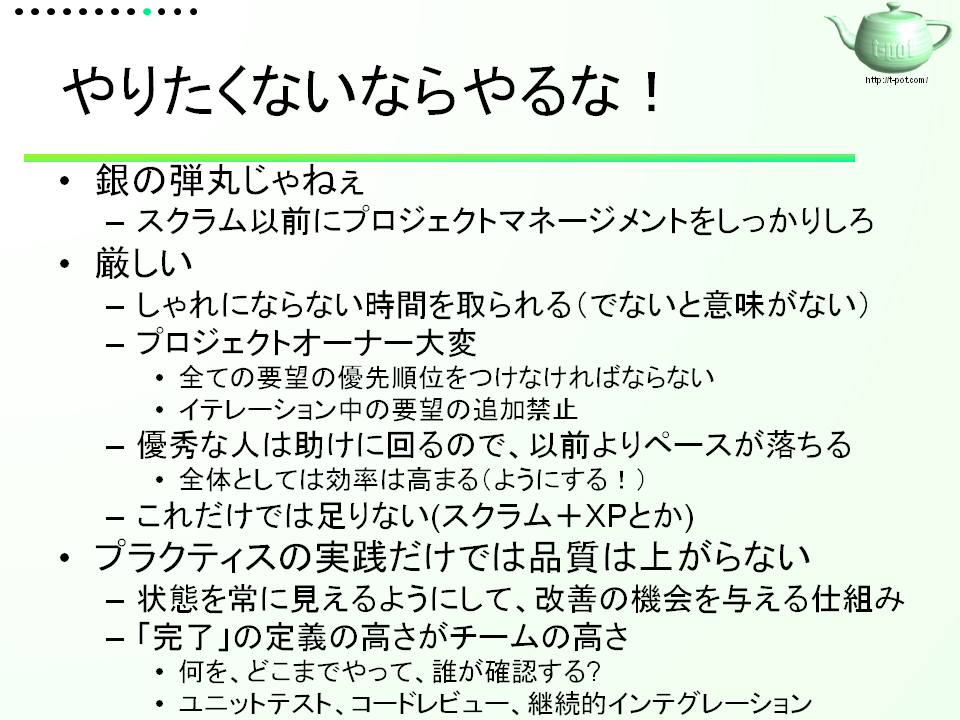 t-pot
http://t-pot.com/
やりたくないならやるな！
• 銀の弾丸じゃねぇ
– スクラム以前にプロジェクトマネージメントをしっかりしろ
• 厳しい
– しゃれにならない時間を取られる（でないと意味がない）
– プロジェクトオーナー大変
• 全ての要望の優先順位をつけなければならない
• イテレーション中の要望の追加禁止
– 優秀な人は助けに回るので、以前よりペースが落ちる
• 全体としては効率は高まる（ようにする！）
– これだけでは足りない(スクラム＋XPとか)
• プラクティスの実践だけでは品質は上がらない
– 状態を常に見えるようにして、改善の機会を与える仕組み
– 「完了」の定義の高さがチームの高さ
• 何を、どこまでやって、誰が確認する?
• ユニットテスト、コードレビュー、継続的インテグレーション